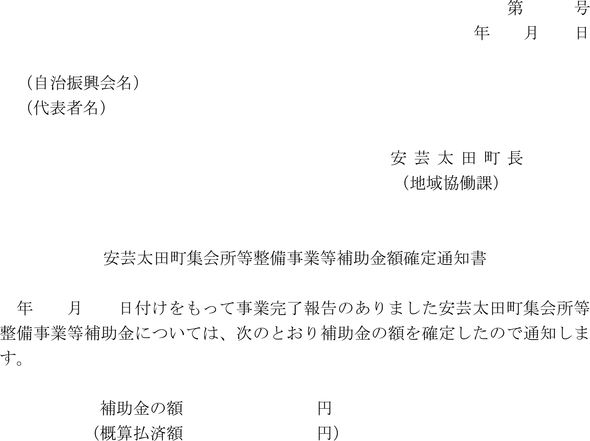 第　　　号
年　　月　　日
（自治振興会名）
（代表者名）
安 芸 太 田 町 長
（地域協働課）
安芸太田町集会所等整備事業等補助金額確定通知書
年　　月　　日付けをもって事業完了報告のありました安芸太田町集会所等
整備事業等補助金については、次のとおり補助金の額を確定したので通知しま
す。
補助金の額　　　　　　　　円
（概算払済額　　　　　　　　円）